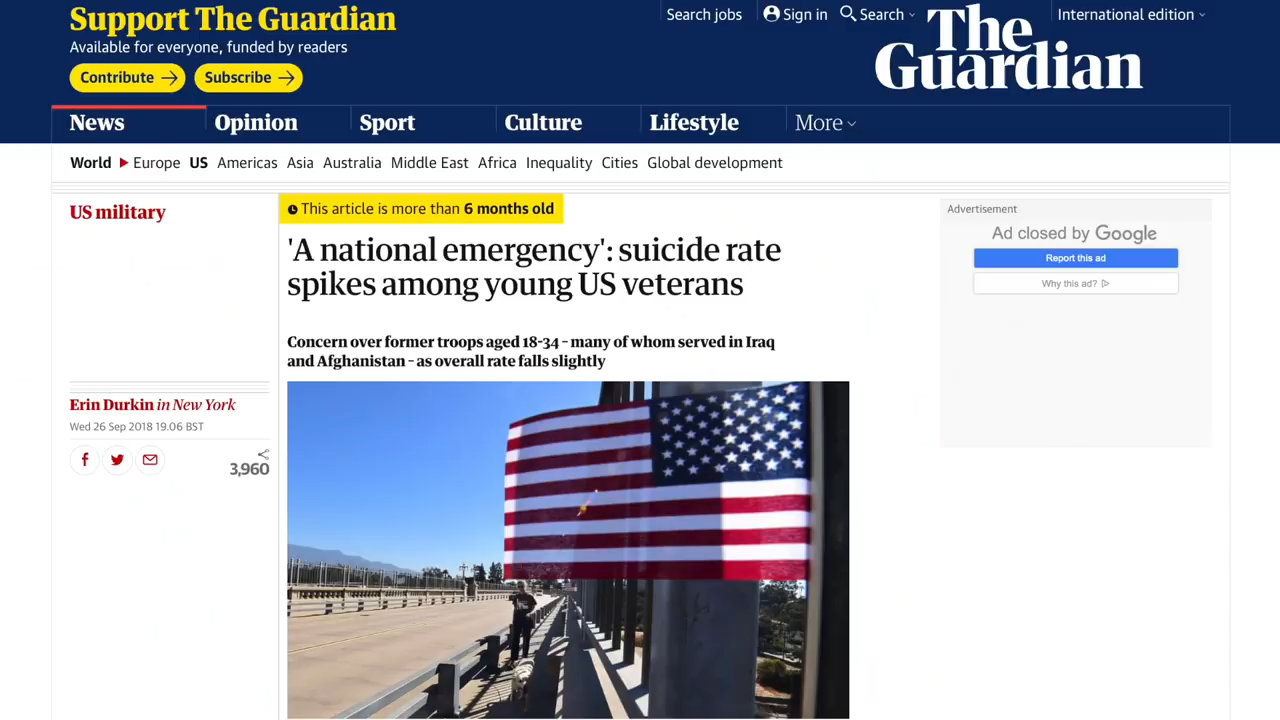 Support The Guardian
Available for everyone, funded by readers
Contribute
Subscribe
Search jobs
Sign in
Search
International edition
The
Guardian
News
Opinion
Sport
Culture
Lifestyle
More
World
Europe
US
Americas
Asia
Australia
Middle East
Africa
Inequality
Cities
Global development
US military
This article is more than 6 months old
'A national emergency': suicide rate
spikes among young US veterans
Concern over former troops aged 18-34 – many of whom served in Iraq
and Afghanistan – as overall rate falls slightly
Erin Durkin in New York
Wed 26 Sep 2018 19.06 BST
3,960
Advertisement
Ad closed by Google
Report this ad
Why this ad?